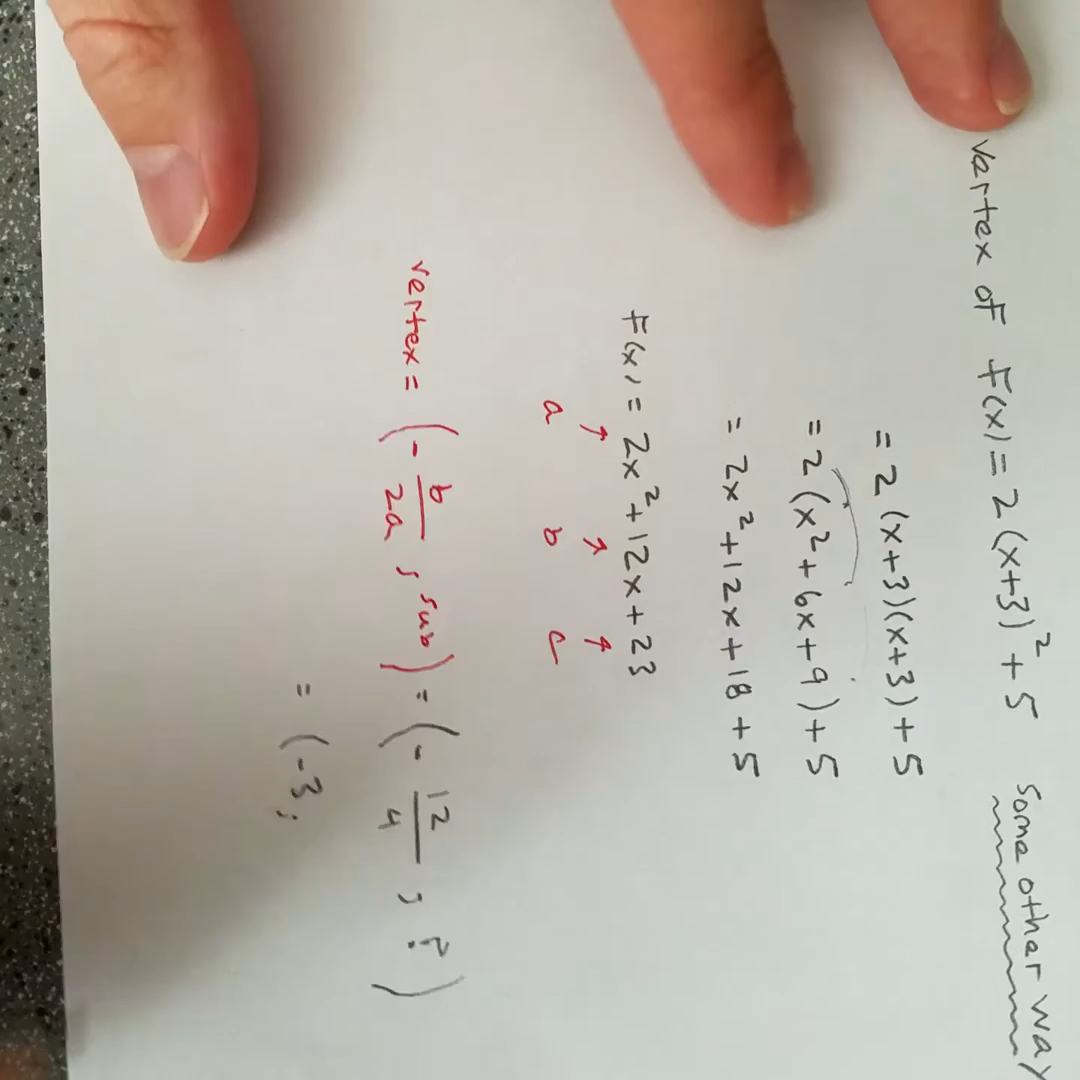 vertex of F(x) = 2(x+3)² + 5 some other way
= 2(x+3)(x+3) + 5
= 2(x² + 6x + 9) + 5
= 2x² + 12x + 18 + 5
F(x) = 2x² + 12x + 23
↑ ↑ ↑
a b c
vertex = (- b/2a , sub) = (- 12/4 , ?)
= (-3,